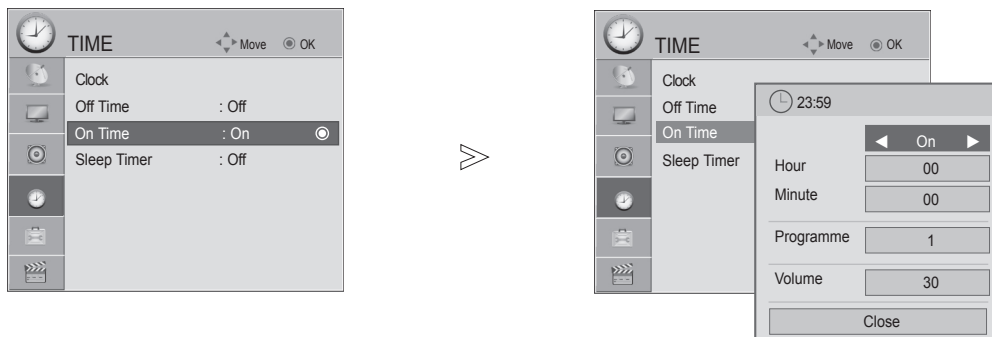 TIME Move OK
Clock
Off Time : Off
On Time : On
Sleep Timer : Off
TIME Move OK
Clock
Off Time
On Time
Sleep Timer
23:59
On
Hour 00
Minute 00
Programme 1
Volume 30
Close